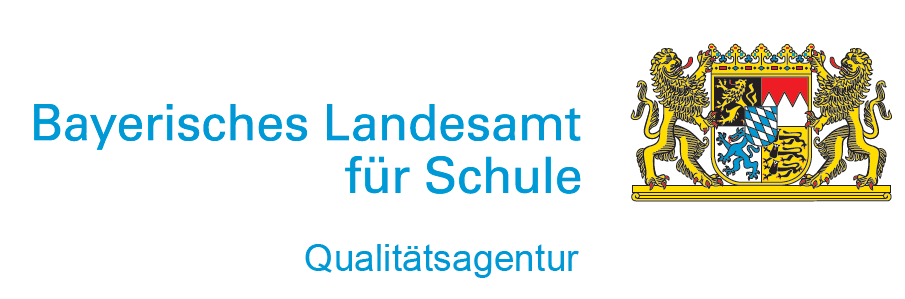 Bayerisches Landesamt
für Schule
Qualitätsagentur